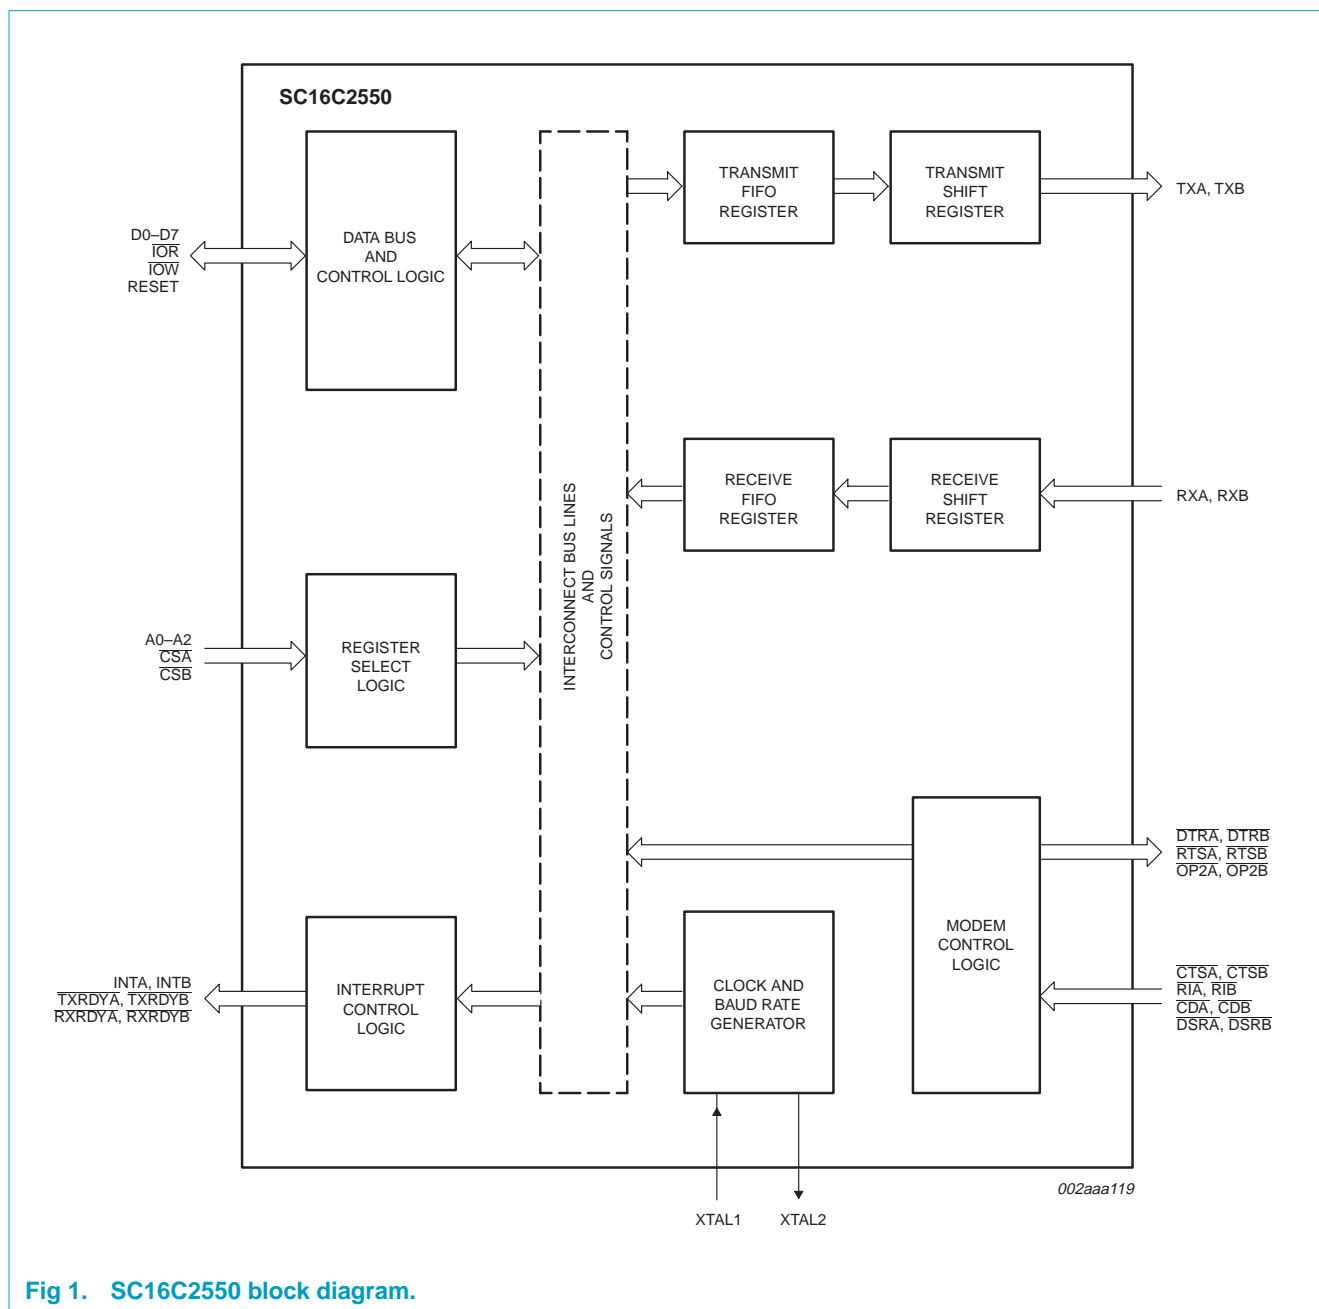 SC16C2550
D0–D7
IOR
IOW
RESET
DATA BUS
AND
CONTROL LOGIC
TRANSMIT
FIFO
REGISTER
TRANSMIT
SHIFT
REGISTER
TXA, TXB
INTERCONNECT BUS LINES
AND
CONTROL SIGNALS
RECEIVE
FIFO
REGISTER
RECEIVE
SHIFT
REGISTER
RXA, RXB
A0–A2
CSA
CSB
REGISTER
SELECT
LOGIC
DTRA, DTRB
RTSA, RTSB
OP2A, OP2B
MODEM
CONTROL
LOGIC
CTSA, CTSB
RIA, RIB
CDA, CDB
DSRA, DSRB
INTA, INTB
TXRDYA, TXRDYB
RXRDYA, RXRDYB
INTERRUPT
CONTROL
LOGIC
CLOCK AND
BAUD RATE
GENERATOR
XTAL1
XTAL2
002aaa119
Fig 1. SC16C2550 block diagram.